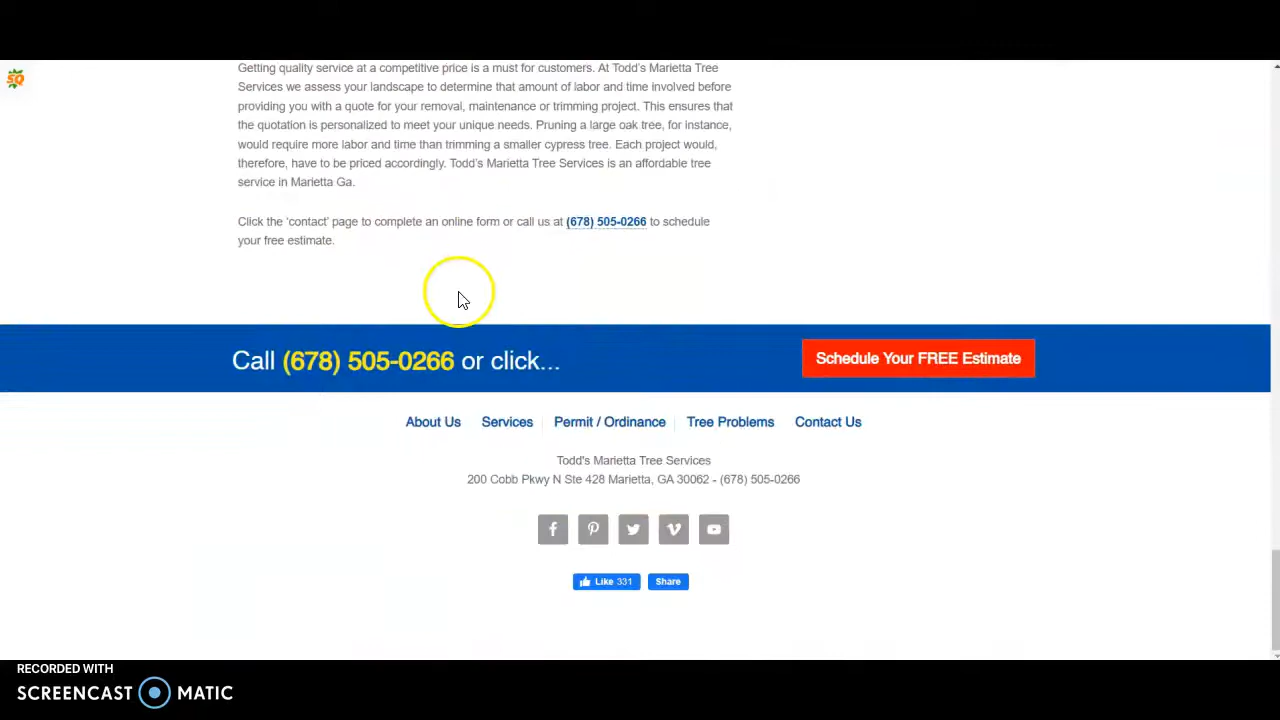 Getting quality service at a competitive price is a must for customers. At Todd's Marietta Tree
Services we assess your landscape to determine that amount of labor and time involved before
providing you with a quote for your removal, maintenance or trimming project. This ensures that
the quotation is personalized to meet your unique needs. Pruning a large oak tree, for instance,
would require more labor and time than trimming a smaller cypress tree. Each project would,
therefore, have to be priced accordingly. Todd's Marietta Tree Services is an affordable tree
service in Marietta Ga.
Click the 'contact' page to complete an online form or call us at (678) 505-0266 to schedule
your free estimate.
Call (678) 505-0266 or click...
Schedule Your FREE Estimate
About Us Services Permit / Ordinance Tree Problems Contact Us
Todd's Marietta Tree Services
200 Cobb Pkwy N Ste 428 Marietta, GA 30062 - (678) 505-0266
Like 331 Share
RECORDED WITH
SCREENCAST MATIC
SQ